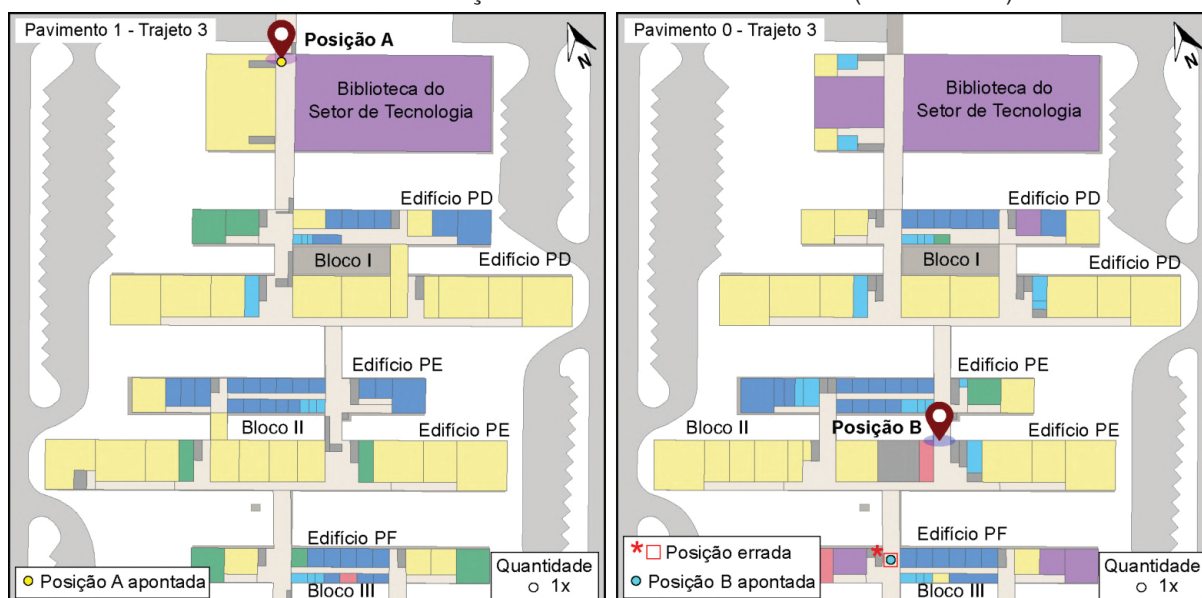 Pavimento 1 - Trajeto 3
Posição A
N
Biblioteca do
Setor de Tecnologia
Edifício PD
Bloco I
Edifício PD
Edifício PE
Bloco II
Edifício PE
Edifício PF
Bloco III
Posição A apontada
Quantidade
1x
Pavimento 0 - Trajeto 3
N
Biblioteca do
Setor de Tecnologia
Edifício PD
Bloco I
Edifício PD
Edifício PE
Posição B
Bloco II
Edifício PE
Edifício PF
* Posição errada
*
Posição B apontada
Bloco III
Quantidade
1x